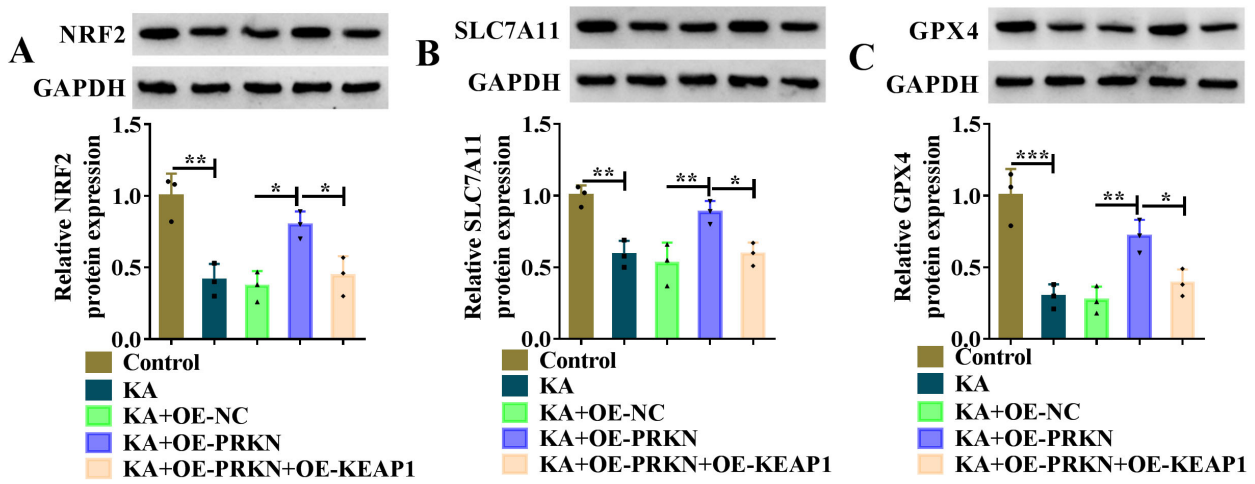 A
NRF2
GAPDH
Relative NRF2
protein expression
1.5
1.0
0.5
0.0
**
*
*
Control
KA
KA+OE-NC
KA+OE-PRKN
KA+OE-PRKN+OE-KEAP1
B
SLC7A11
GAPDH
Relative SLC7A11
protein expression
1.5
1.0
0.5
0.0
**
**
*
Control
KA
KA+OE-NC
KA+OE-PRKN
KA+OE-PRKN+OE-KEAP1
C
GPX4
GAPDH
Relative GPX4
protein expression
1.5
1.0
0.5
0.0
***
**
*
Control
KA
KA+OE-NC
KA+OE-PRKN
KA+OE-PRKN+OE-KEAP1